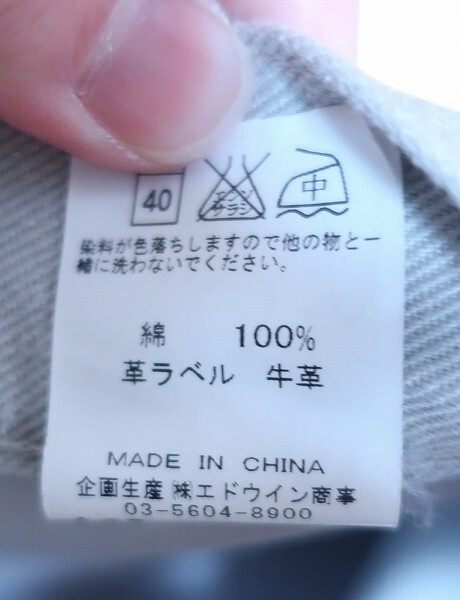 40 エンソサラシ 中
染料が色落ちしますので他の物と一
緒に洗わないでください。
綿 100%
革ラベル 牛革
MADE IN CHINA
企画生産 ㈱エドウイン商事
03-5604-8900